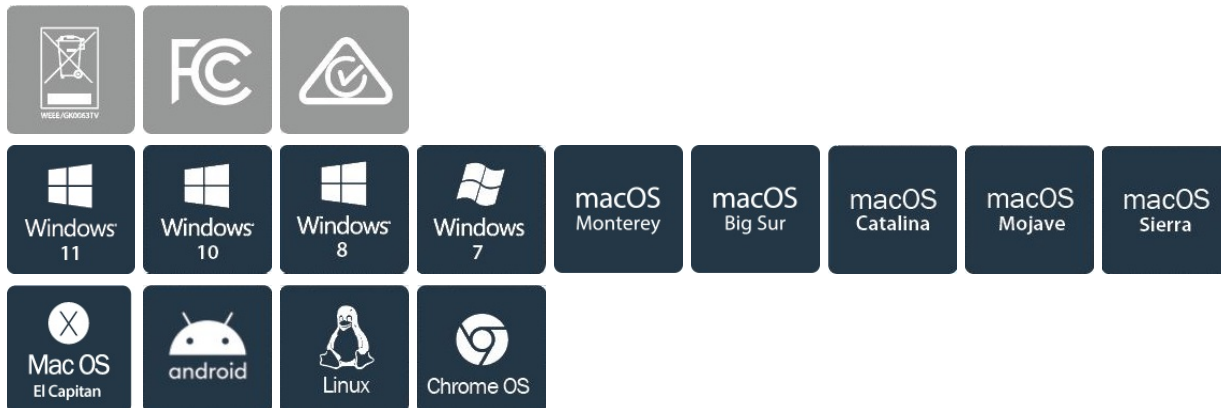 WEEE/GK0063TV
FC
Windows
11
Windows
10
Windows
8
Windows
7
macOS
Monterey
macOS
Big Sur
macOS
Catalina
macOS
Mojave
macOS
Sierra
X
Mac OS
El Capitan
android
Linux
Chrome OS